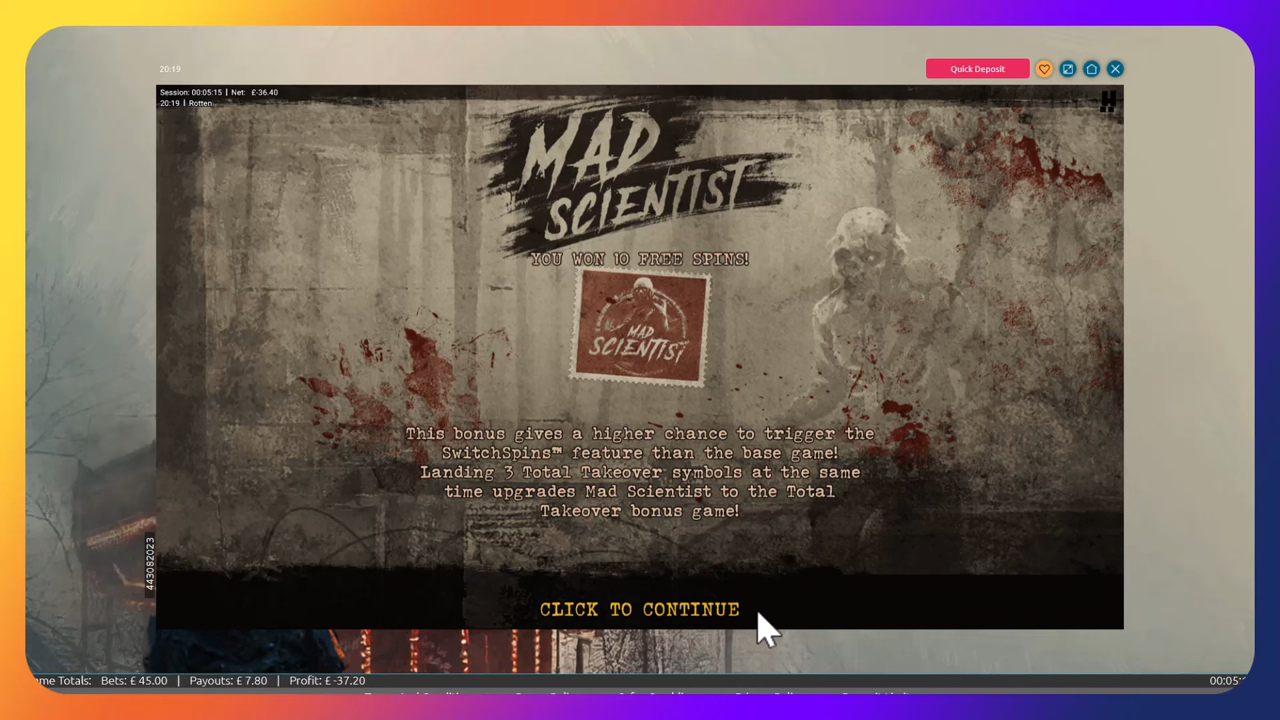 20:19
Quick Deposit
Session: 00:05:15 | Net: £-36.40
20:19 | Rotten
MAD
SCIENTIST
YOU WON 10 FREE SPINS!
MAD
SCIENTIST
This bonus gives a higher chance to trigger the
SwitchSpins™ feature than the base game!
Landing 3 Total Takeover symbols at the same
time upgrades Mad Scientist to the Total
Takeover bonus game!
443082023
CLICK TO CONTINUE
Totals: Bets: £ 45.00 | Payouts: £ 7.80 | Profit: £ -37.20